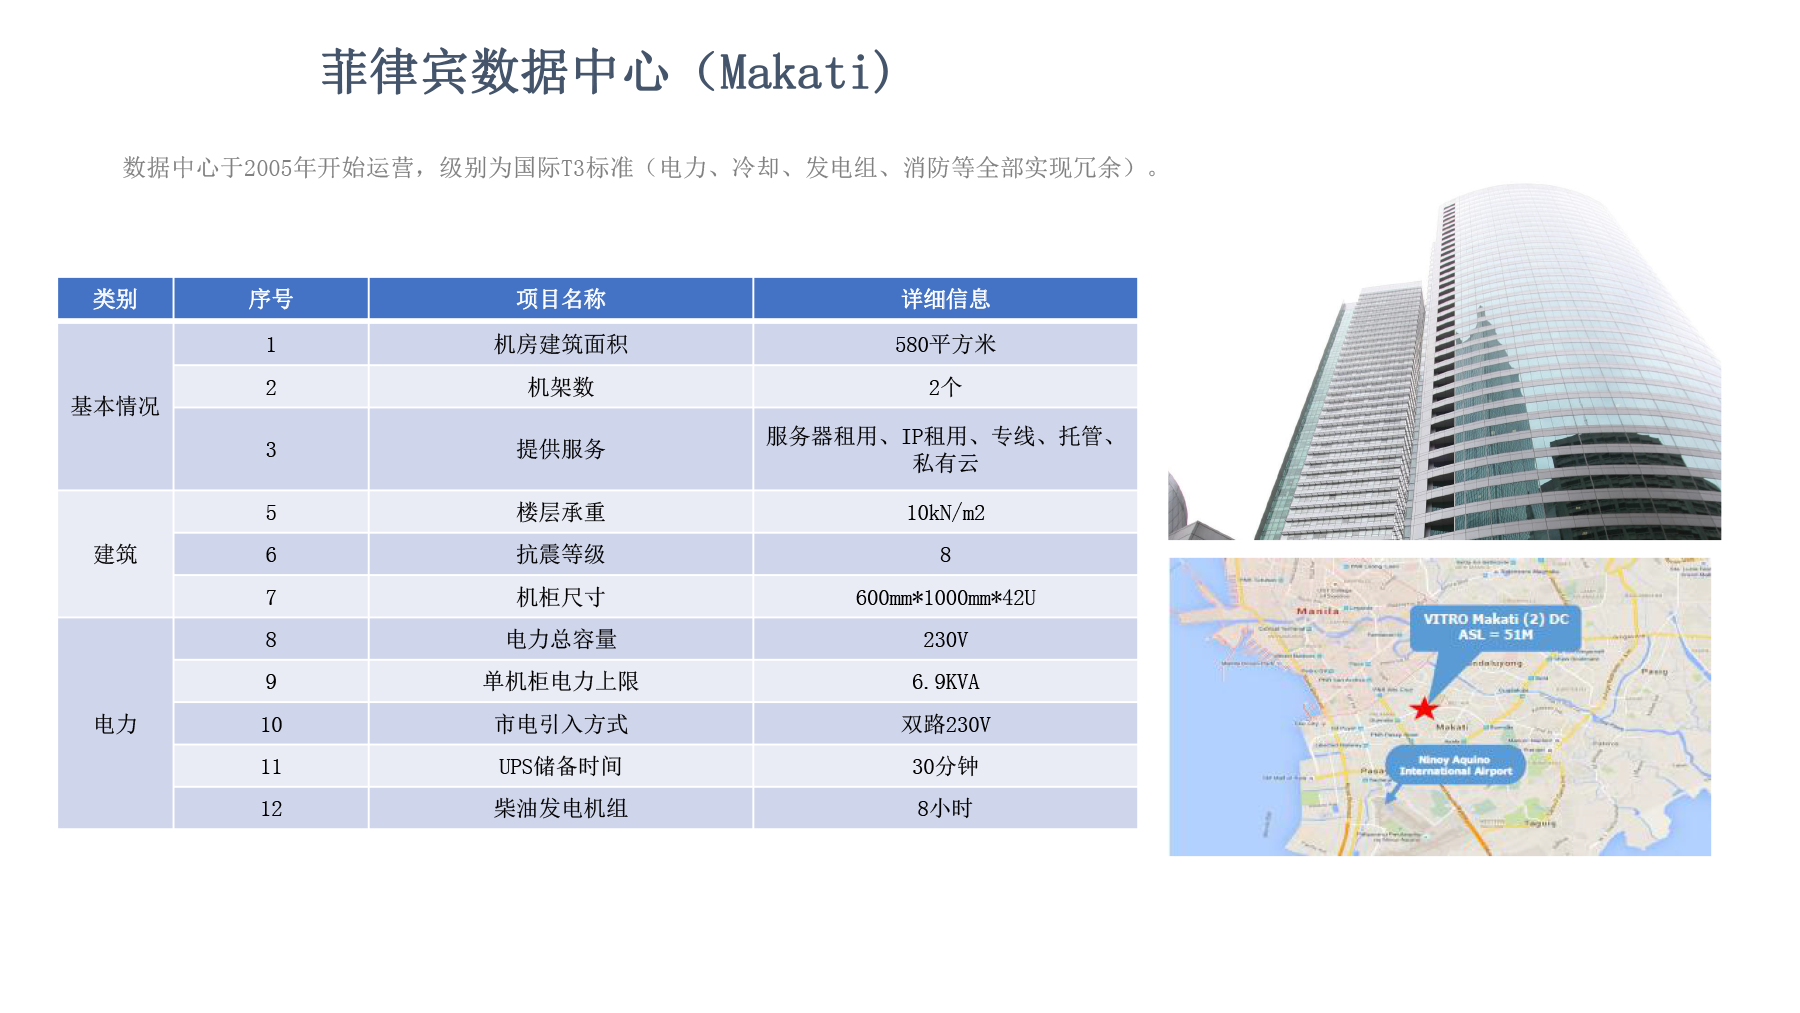 菲律宾数据中心（Makati）
数据中心于2005年开始运营，级别为国际T3标准（电力、冷却、发电组、消防等全部实现冗余）。
类别 序号 项目名称 详细信息
基本情况
1 机房建筑面积 580平方米
2 机架数 2个
3 提供服务 服务器租用、IP租用、专线、托管、
私有云
建筑
5 楼层承重 10kN/m2
6 抗震等级 8
7 机柜尺寸 600mm*1000mm*42U
电力
8 电力总容量 230V
9 单机柜电力上限 6.9KVA
10 市电引入方式 双路230V
11 UPS储备时间 30分钟
12 柴油发电机组 8小时
Manila
VITRO Makati (2) DC
ASL = 51M
Pasig
Makati
Ninoy Aquino
International Airport
Taguig